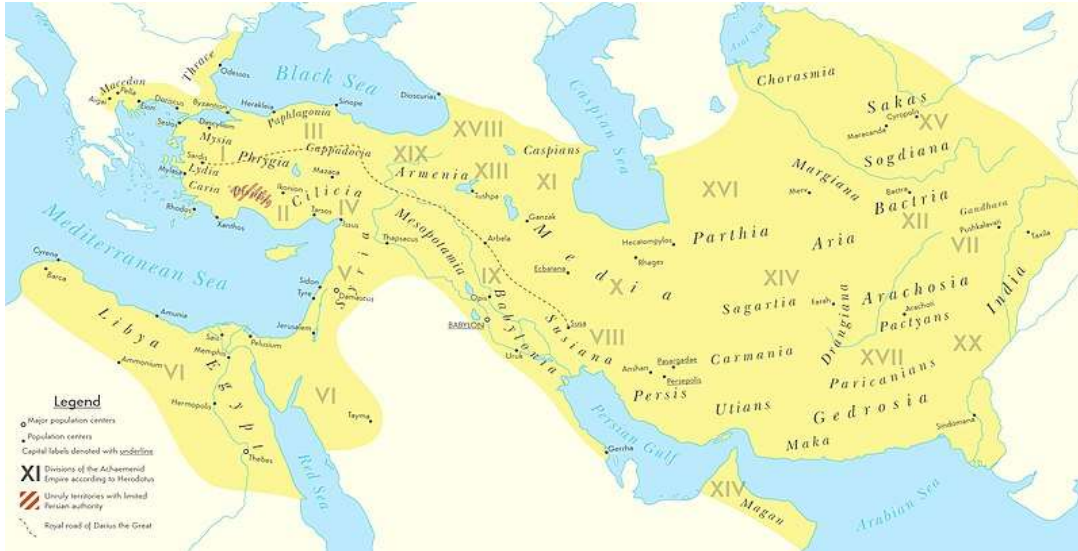 Black Sea
Caspian Sea
Aral Sea
Mediterranean Sea
Red Sea
Persian Gulf
Arabian Sea
Thrace
Macedon
Pella
Aigai
Eion
Doriscus
Sestos
Byzantion
Odessos
Herakleia
Sinope
Dioscurias
Paphlagonia
Dascylion
Mysia
III
XVIII
I
Phrygia
Cappadocia
XIX
Armenia
XIII
Caspians
XI
Sardis
Lydia
Mylasa
Caria
Ikonion
Mazaca
Cilicia
II
IV
Tarsos
Issus
Rhodos
Xanthos
Tushpa
Ganzak
Media
Mesopotamia
Thapsacus
Arbela
Ecbatana
Rhages
Hecatompylos
X
IX
Opis
BABYLON
Babylonia
Uruk
Susiana
Susa
VIII
V
Syria
Sidon
Tyre
Damascus
Jerusalem
Pelusium
VI
Tayma
Cyrene
Barca
Libya
Amunia
Ammonium
VI
Sais
Memphis
Egypt
Hermopolis
Thebes
Chorasmia
Sakas
Cyropolis
XV
Maracanda
Sogdiana
Margiana
XVI
Merv
Bactra
Bactria
XII
Gandhara
Pushkalavati
VII
Taxila
Parthia
Aria
XIV
Sagartia
Farah
Drangiana
Arachosia
Arachoti
Pactyans
India
XX
Carmania
XVII
Paricanians
Pasargadae
Anshan
Persepolis
Persis
Utians
Gedrosia
Maka
Sindomana
Gerrha
XIV
Magan
Legend
Major population centers
Population centers
Capital labels denoted with underline
XI Divisions of the Achaemenid
Empire according to Herodotus
Unruly territories with limited
Persian authority
Royal road of Darius the Great